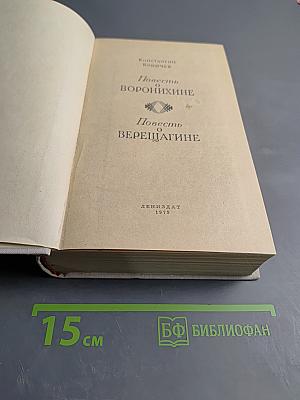 Константин
Коничев
Повесть
о
ВОРОНИХИНЕ
Повесть
о
ВЕРЕЩАГИНЕ
ЛЕНИЗДАТ
1973
15 см
БФ БИБЛИОФАН